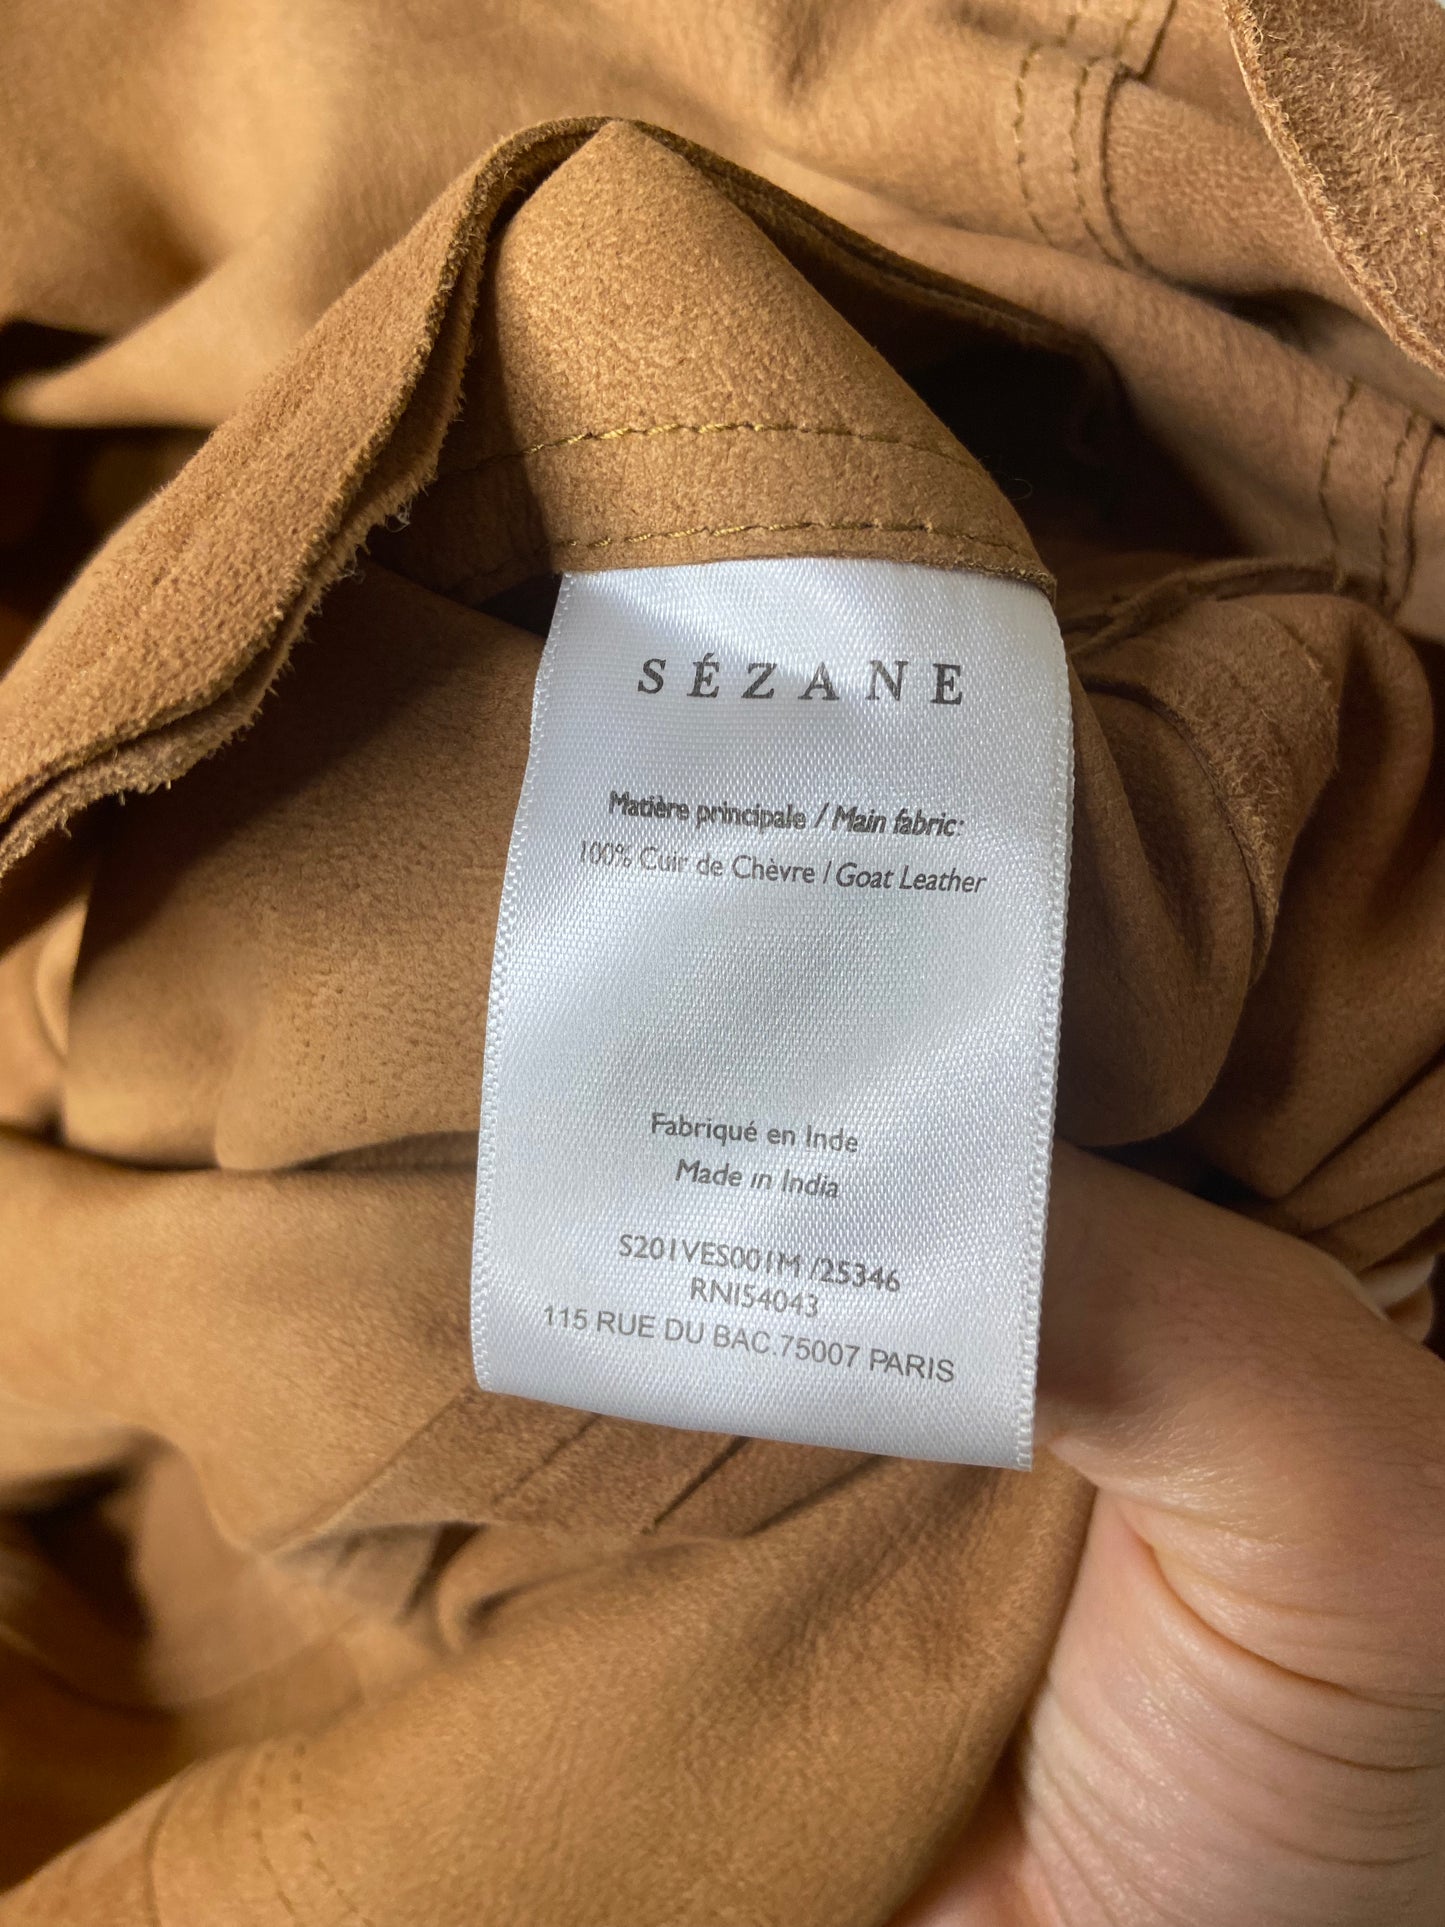 SÉZANE
Matière principale / Main fabric:
100% Cuir de Chèvre / Goat Leather
Fabriqué en Inde
Made in India
S201VES001M /25346
RN154043
115 RUE DU BAC.75007 PARIS